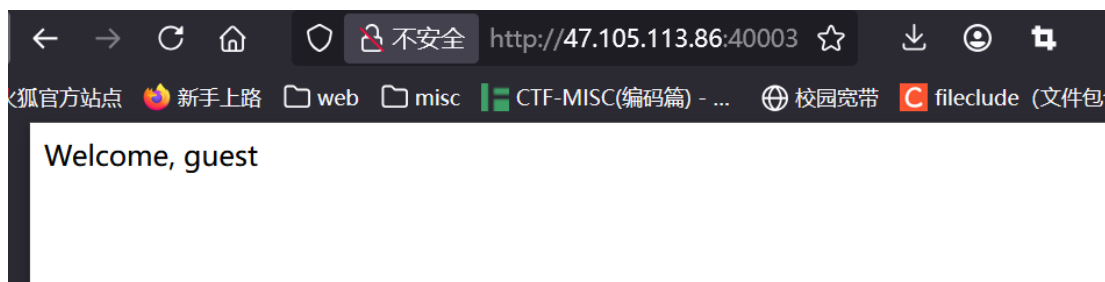 不安全 http://47.105.113.86:40003
狐官方站点 新手上路 web misc CTF-MISC(编码篇) - ... 校园宽带 C fileclude (文件包
Welcome, guest